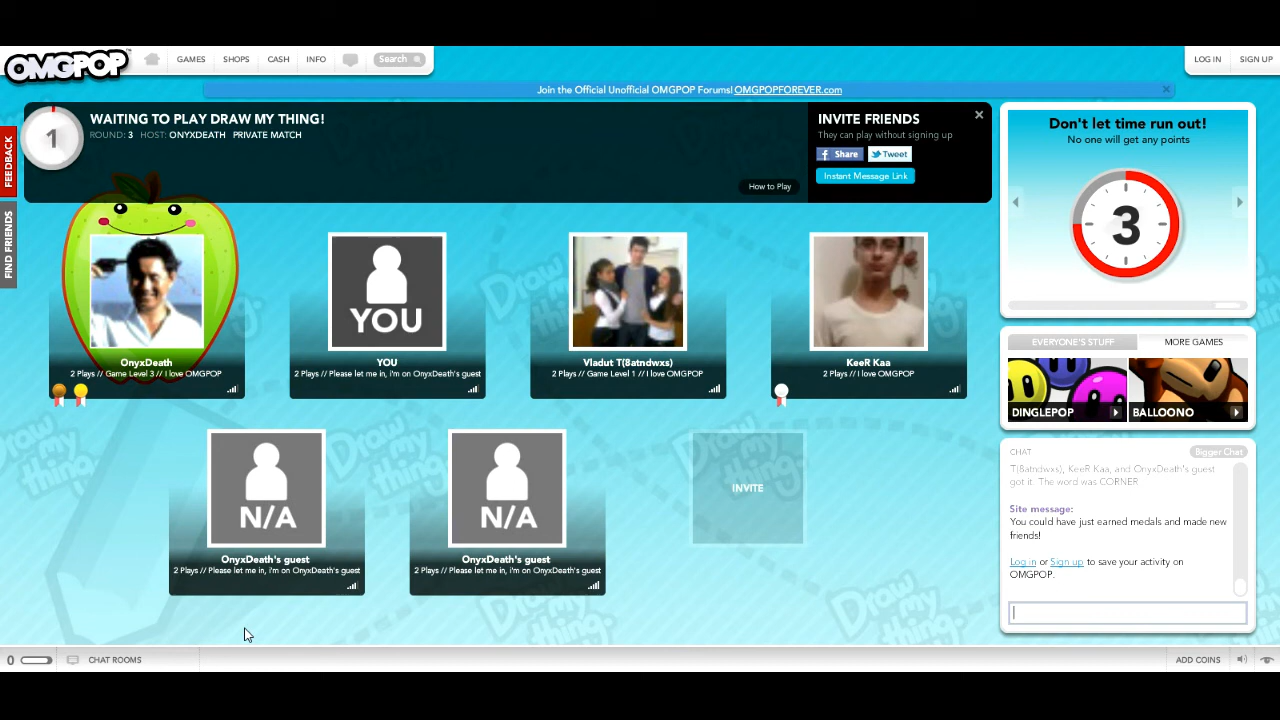 OMGPOP
GAMES
SHOPS
CASH
INFO
Search
LOG IN
SIGN UP
Join the Official Unofficial OMGPOP Forums! OMGPOPFOREVER.com
FEEDBACK
FIND FRIENDS
1
WAITING TO PLAY DRAW MY THING!
ROUND: 3 HOST: ONYXDEATH PRIVATE MATCH
How to Play
INVITE FRIENDS
They can play without signing up
Share
Tweet
Instant Message Link
Don't let time run out!
No one will get any points
3
OnyxDeath
2 Plays // Game Level 3 // I love OMGPOP
YOU
YOU
2 Plays // Please let me in, i'm on OnyxDeath's guest
Vladut T(8atndwxs)
2 Plays // Game Level 1 // I love OMGPOP
KeeR Kaa
2 Plays // I love OMGPOP
N/A
OnyxDeath's guest
2 Plays // Please let me in, i'm on OnyxDeath's guest
N/A
OnyxDeath's guest
2 Plays // Please let me in, i'm on OnyxDeath's guest
INVITE
Draw my thing.
EVERYONE'S STUFF
MORE GAMES
DINGLEPOP
BALLOONO
CHAT
Bigger Chat
T(8atndwxs), KeeR Kaa, and OnyxDeath's guest
got it. The word was CORNER
Site message:
You could have just earned medals and made new
friends!
Log in or Sign up to save your activity on
OMGPOP.
0
CHAT ROOMS
ADD COINS